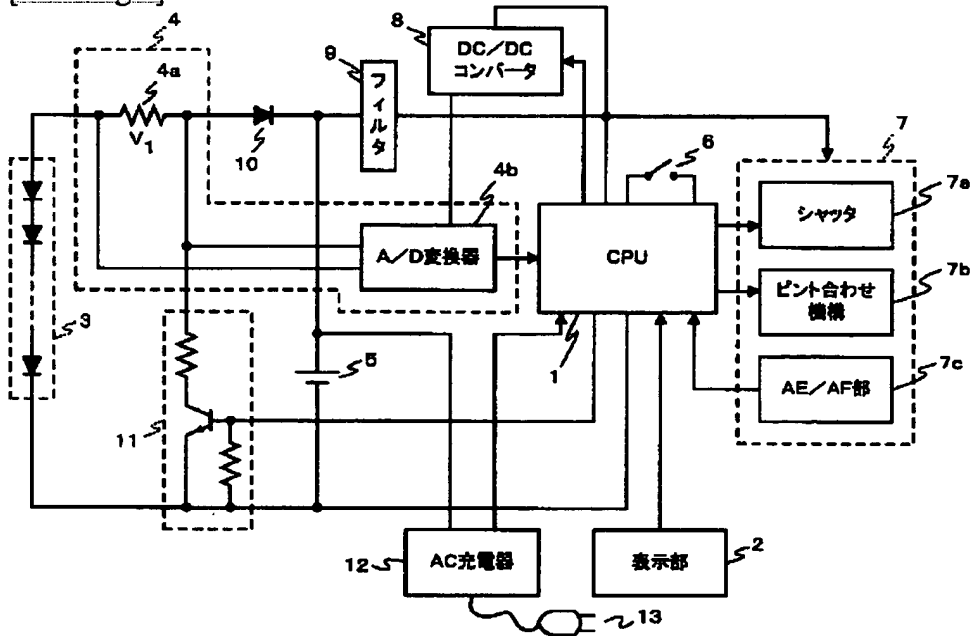 4
4a
V1
10
9
フィルタ
8
DC／DC
コンバータ
6
7
7a
シャッタ
4b
A／D変換器
CPU
7b
ピント合わせ
機構
3
5
1
7c
AE／AF部
11
12
AC充電器
表示部
2
13